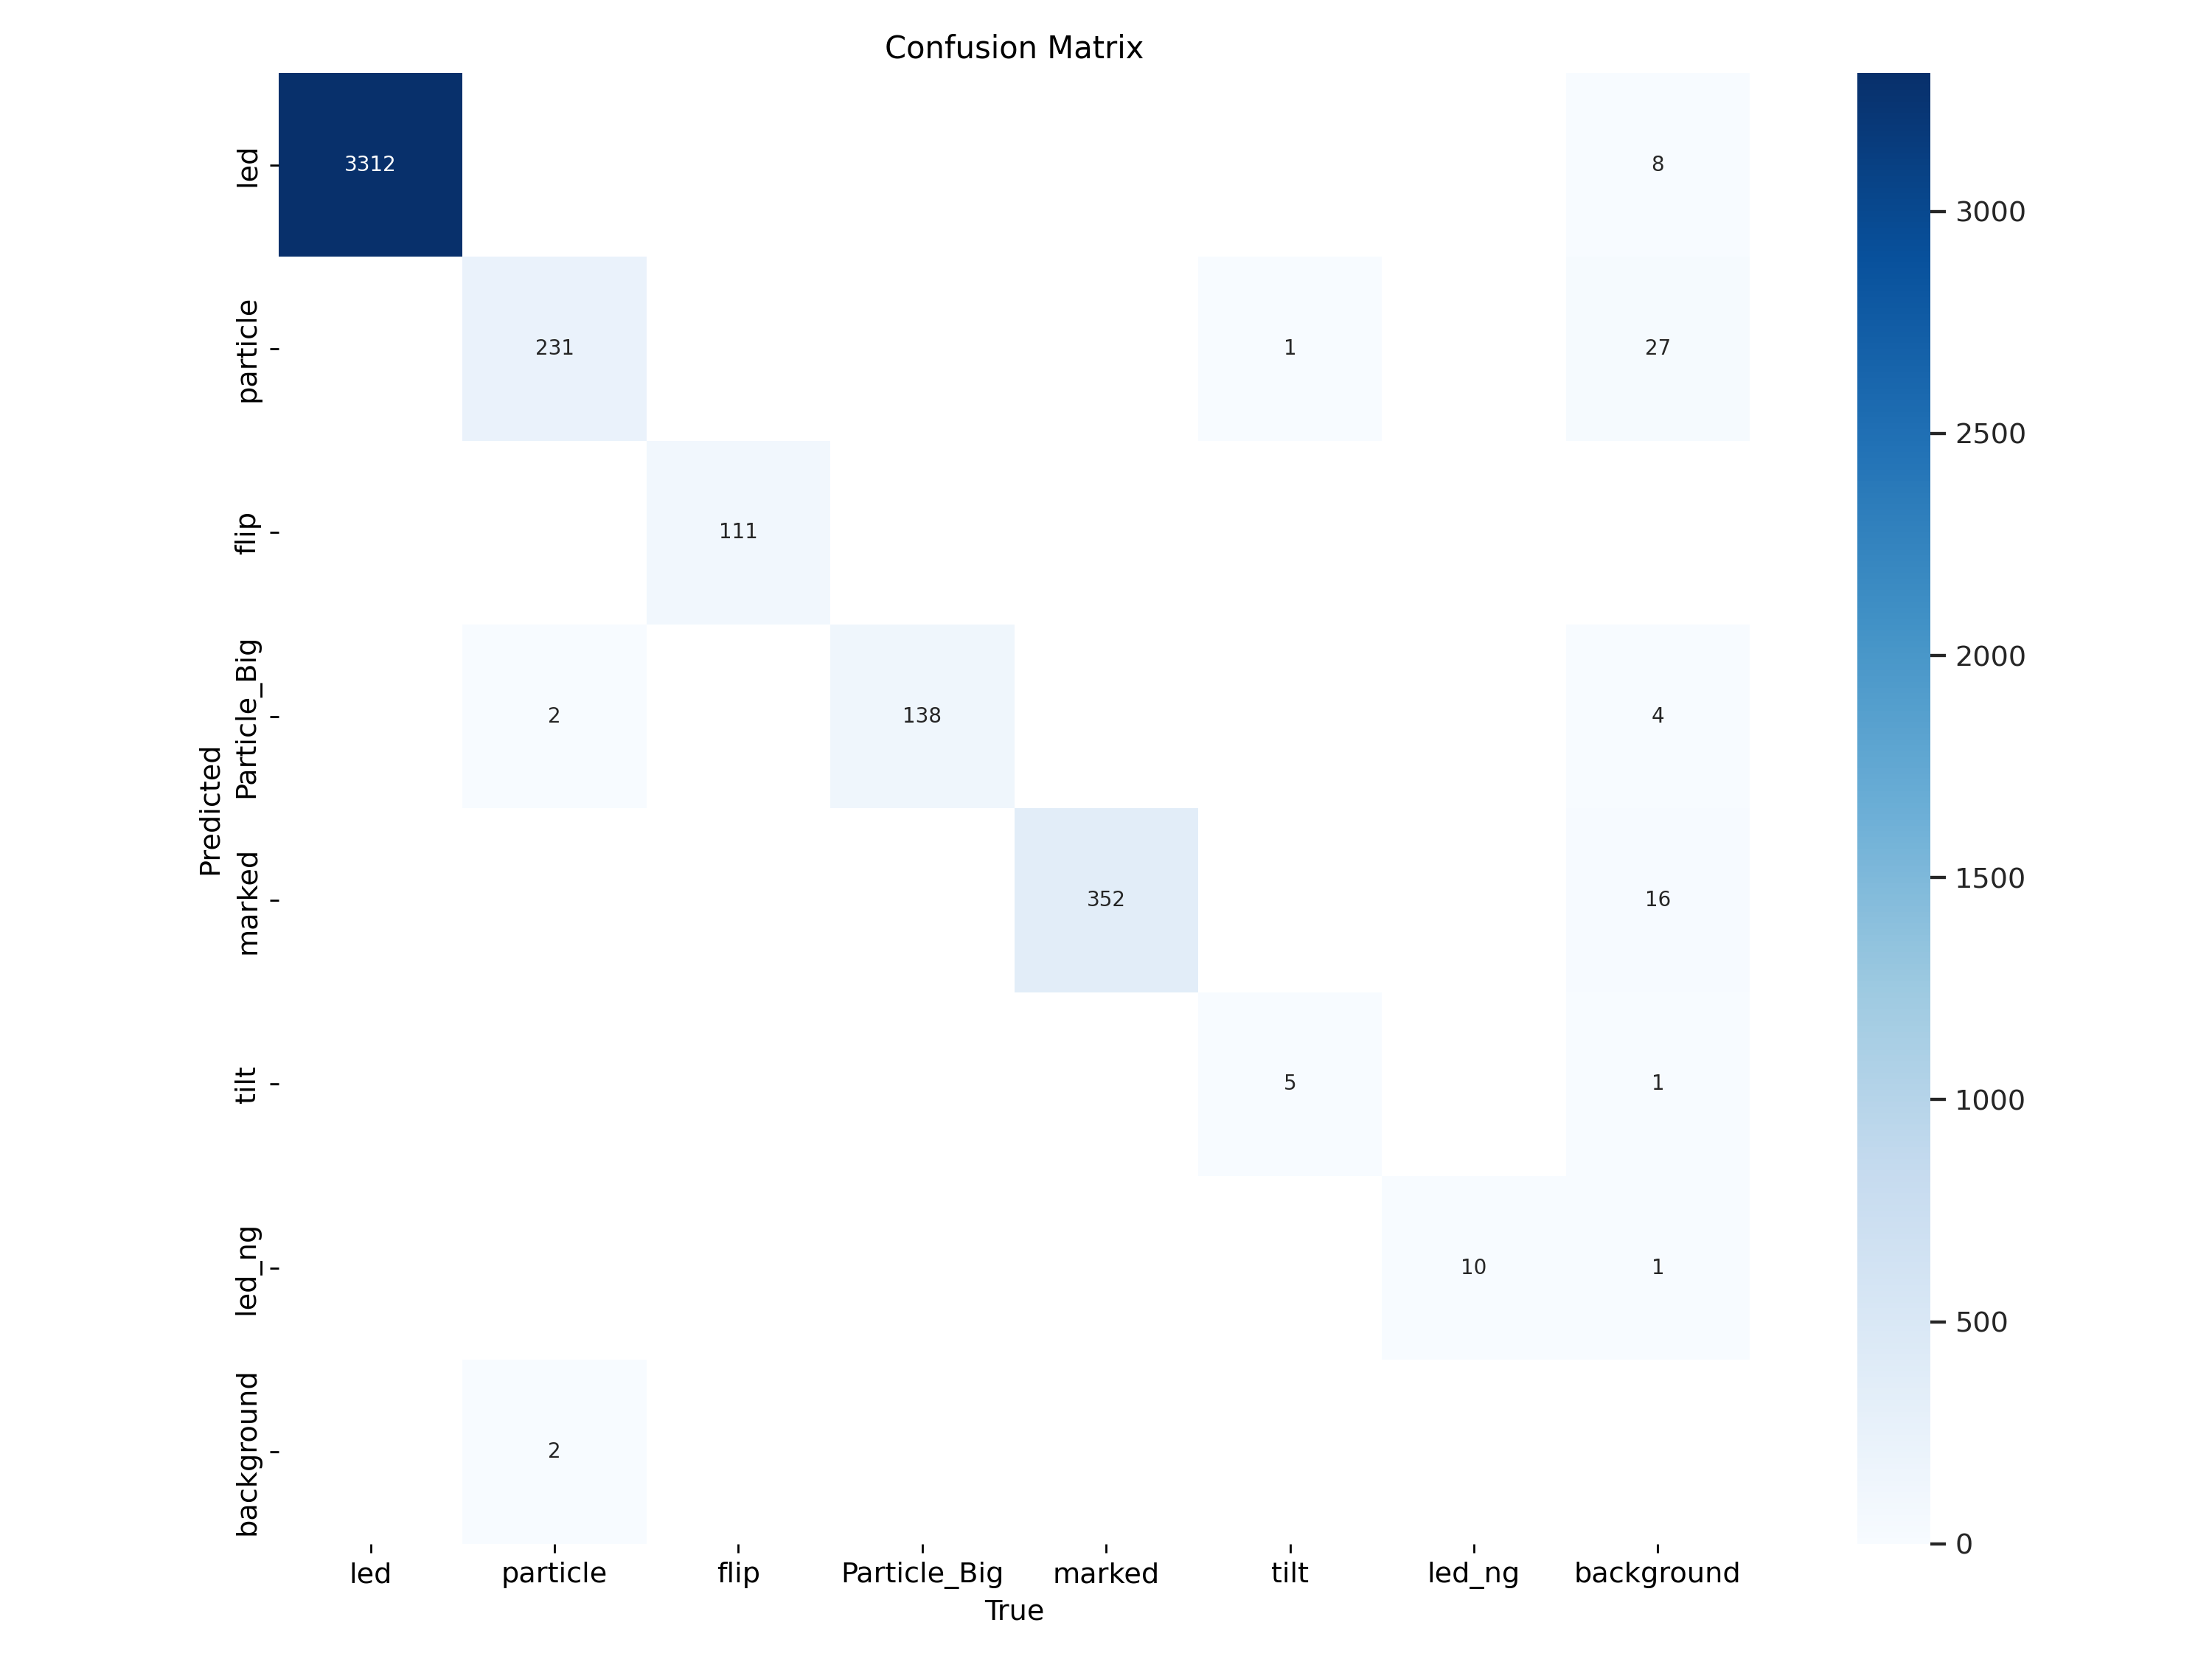 Confusion Matrix
led
3312
8
3000
particle
231
1
27
2500
flip
111
2000
Particle_Big
2
138
4
Predicted
marked
352
16
1500
tilt
5
1
1000
led_ng
10
1
500
background
2
0
led particle flip Particle_Big marked tilt led_ng background
True